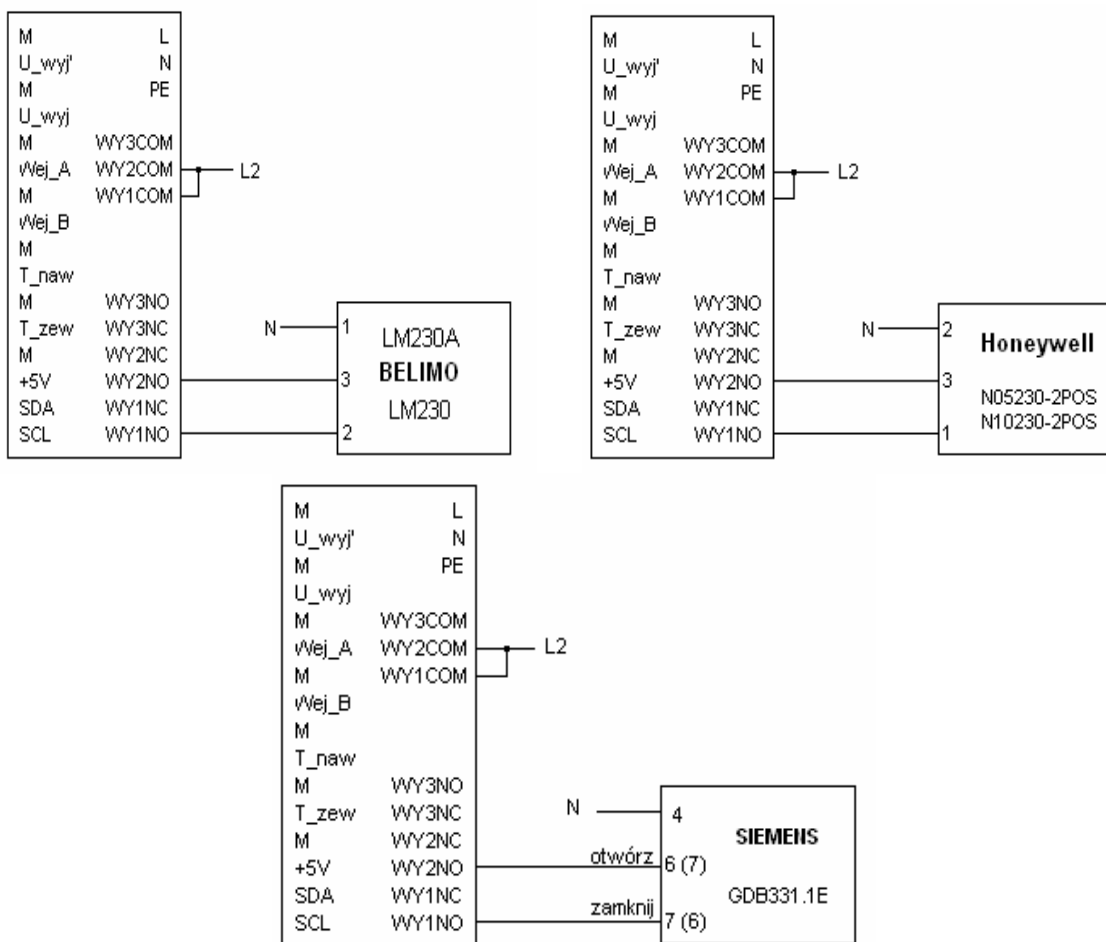 M L
U_wyj' N
M PE
U_wyj
M WY3COM
Wej_A WY2COM L2
M WY1COM
Wej_B
M
T_naw
M WY3NO
T_zew WY3NC
M WY2NC
+5V WY2NO
SDA WY1NC
SCL WY1NO
N 1
LM230A
BELIMO
3
LM230
2
M L
U_wyj' N
M PE
U_wyj
M WY3COM
Wej_A WY2COM L2
M WY1COM
Wej_B
M
T_naw
M WY3NO
T_zew WY3NC
M WY2NC
+5V WY2NO
SDA WY1NC
SCL WY1NO
N 2
Honeywell
3
N05230-2POS
N10230-2POS
1
M L
U_wyj' N
M PE
U_wyj
M WY3COM
Wej_A WY2COM L2
M WY1COM
Wej_B
M
T_naw
M WY3NO
T_zew WY3NC
M WY2NC
+5V WY2NO
SDA WY1NC
SCL WY1NO
N 4
SIEMENS
otwórz 6 (7)
GDB331.1E
zamknij 7 (6)